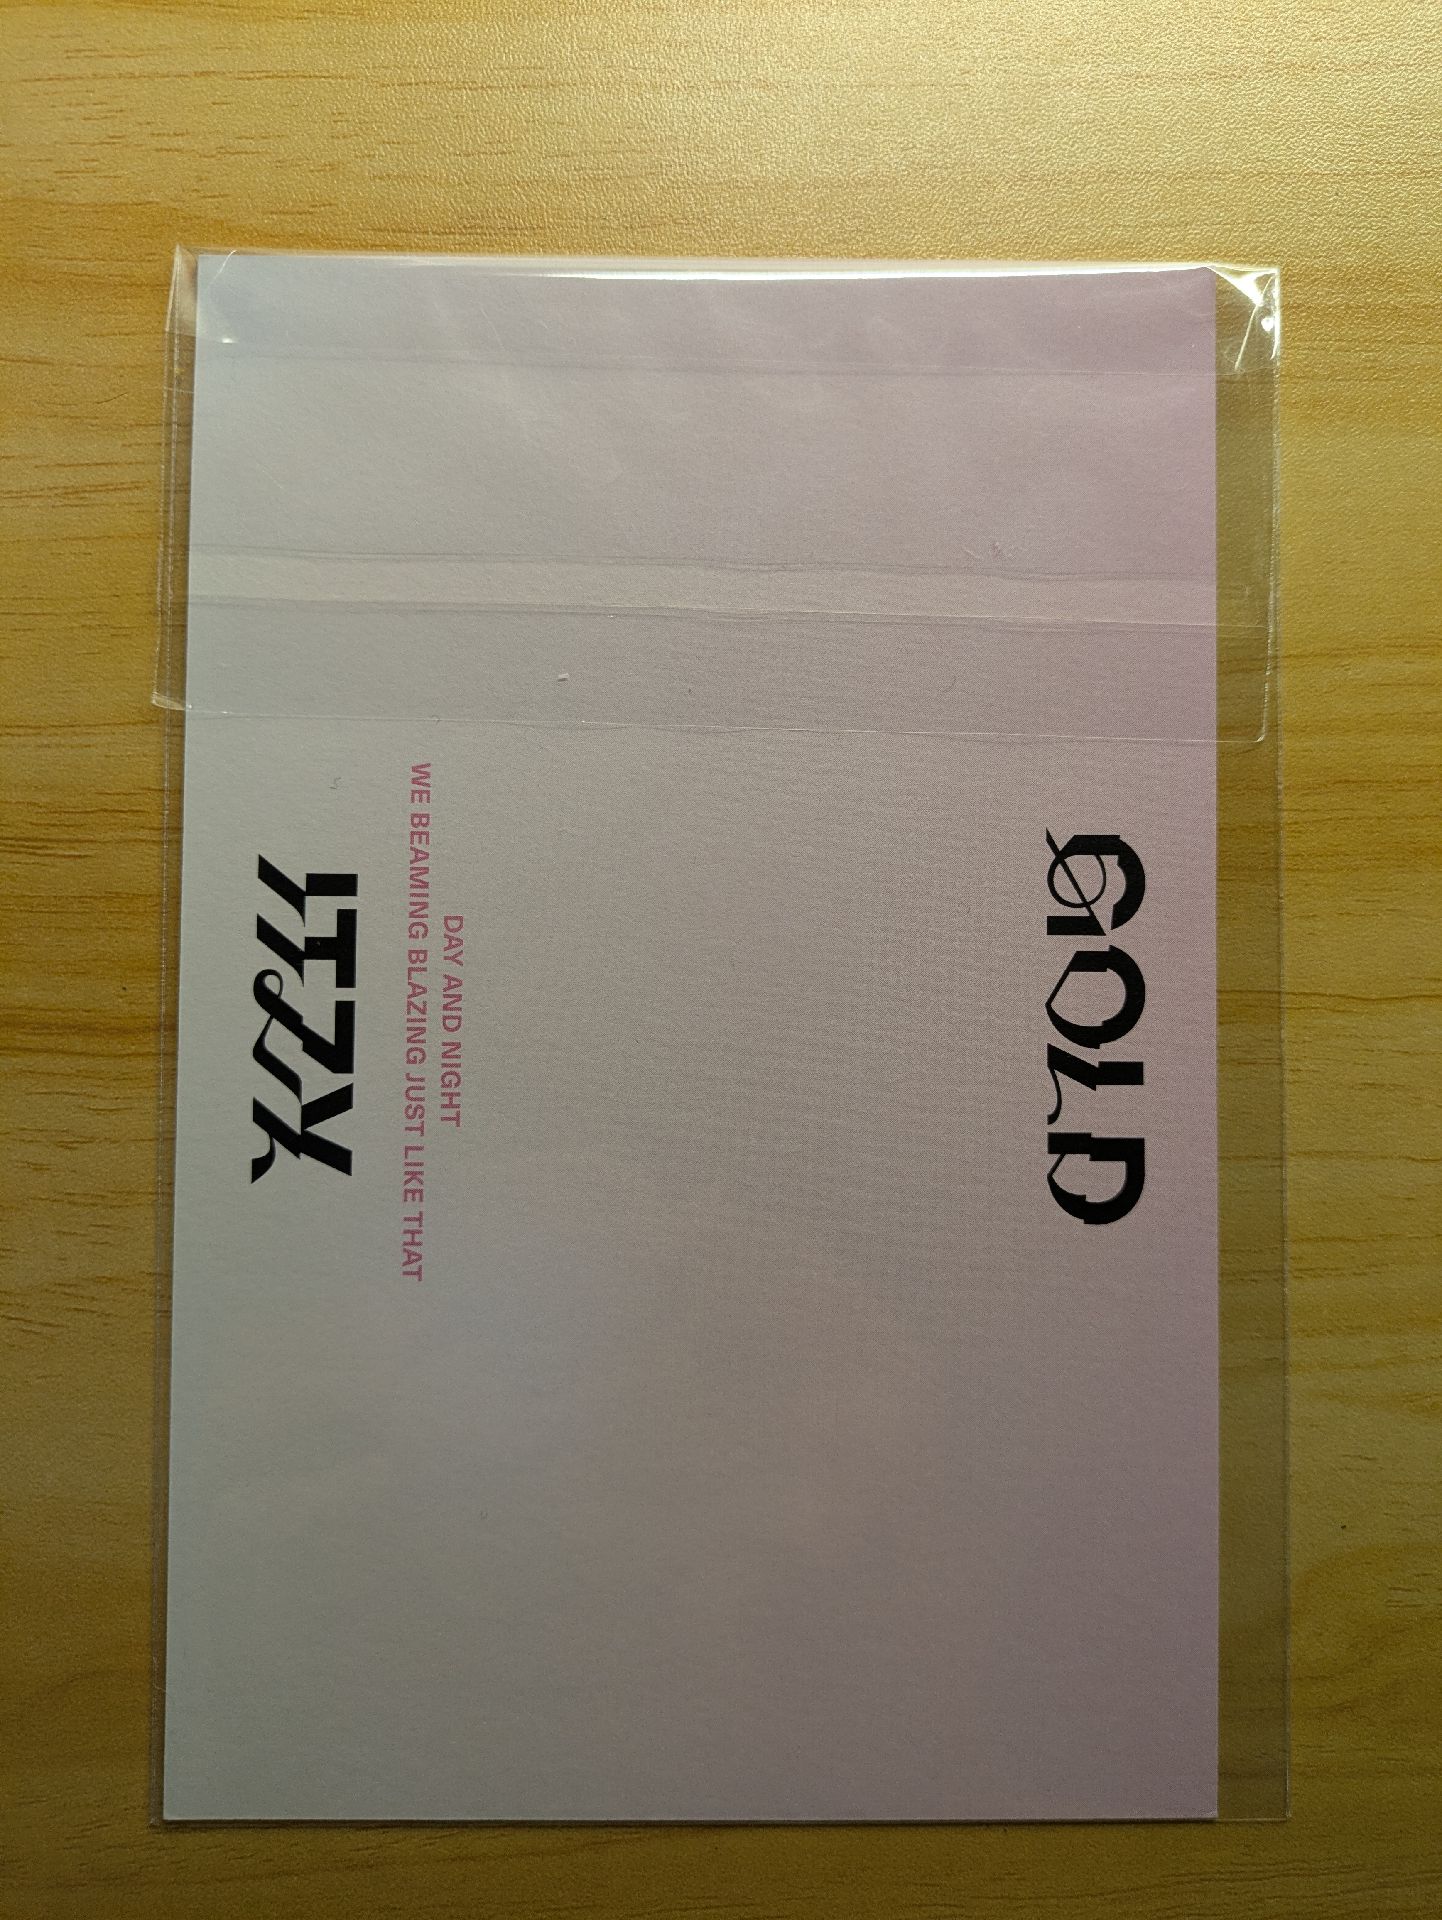 GOLD
DAY AND NIGHT
WE BEAMING BLAZING JUST LIKE THAT
ITZY